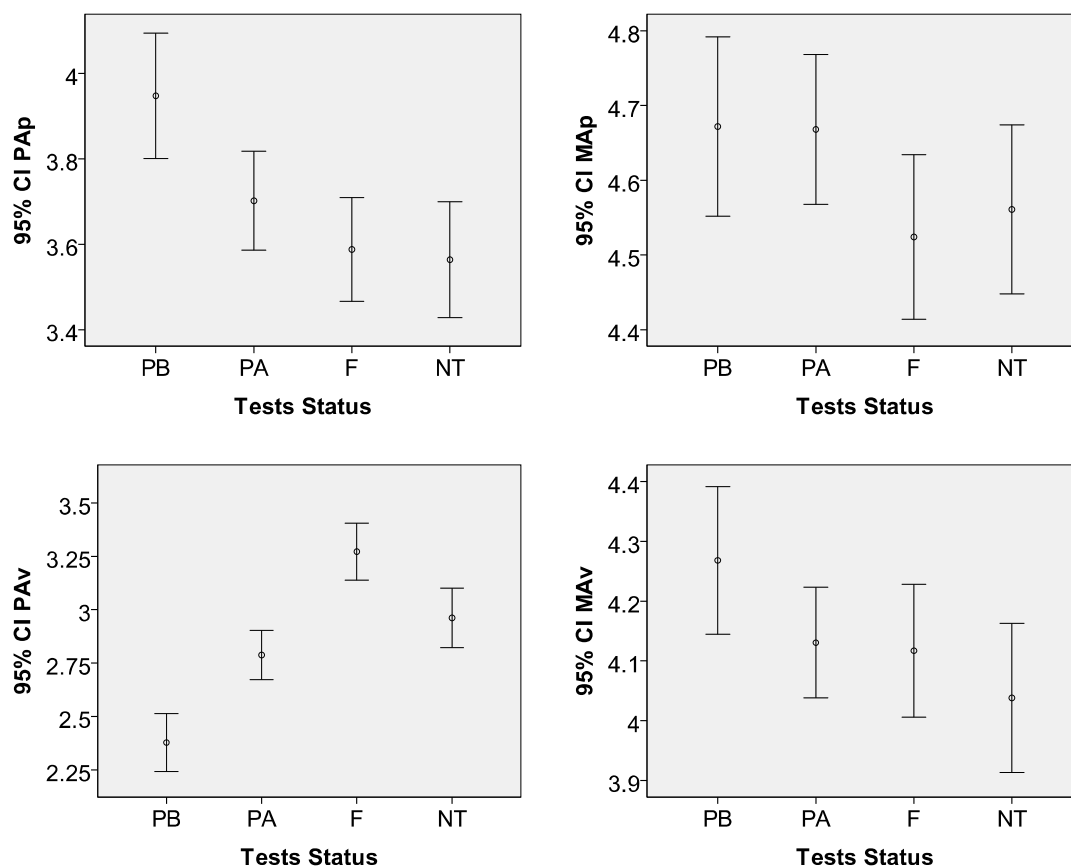 95% CI PAp
4
3.8
3.6
3.4
PB PA F NT
Tests Status
95% CI MAp
4.8
4.7
4.6
4.5
4.4
PB PA F NT
Tests Status
95% CI PAv
3.5
3.25
3
2.75
2.5
2.25
PB PA F NT
Tests Status
95% CI MAv
4.4
4.3
4.2
4.1
4
3.9
PB PA F NT
Tests Status